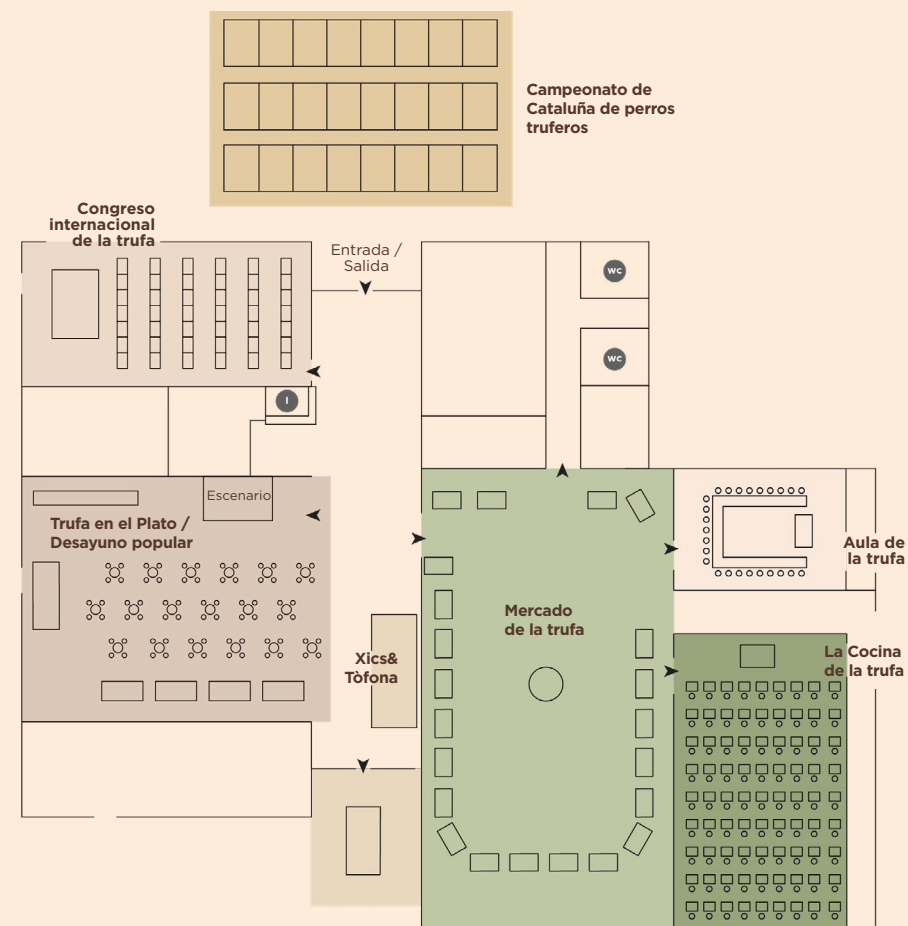 Campeonato de
Cataluña de perros
truferos
Congreso
internacional
de la trufa
Entrada /
Salida
WC
WC
I
Escenario
Trufa en el Plato /
Desayuno popular
Aula de
la trufa
Mercado
de la trufa
Xics&
Tòfona
La Cocina
de la trufa